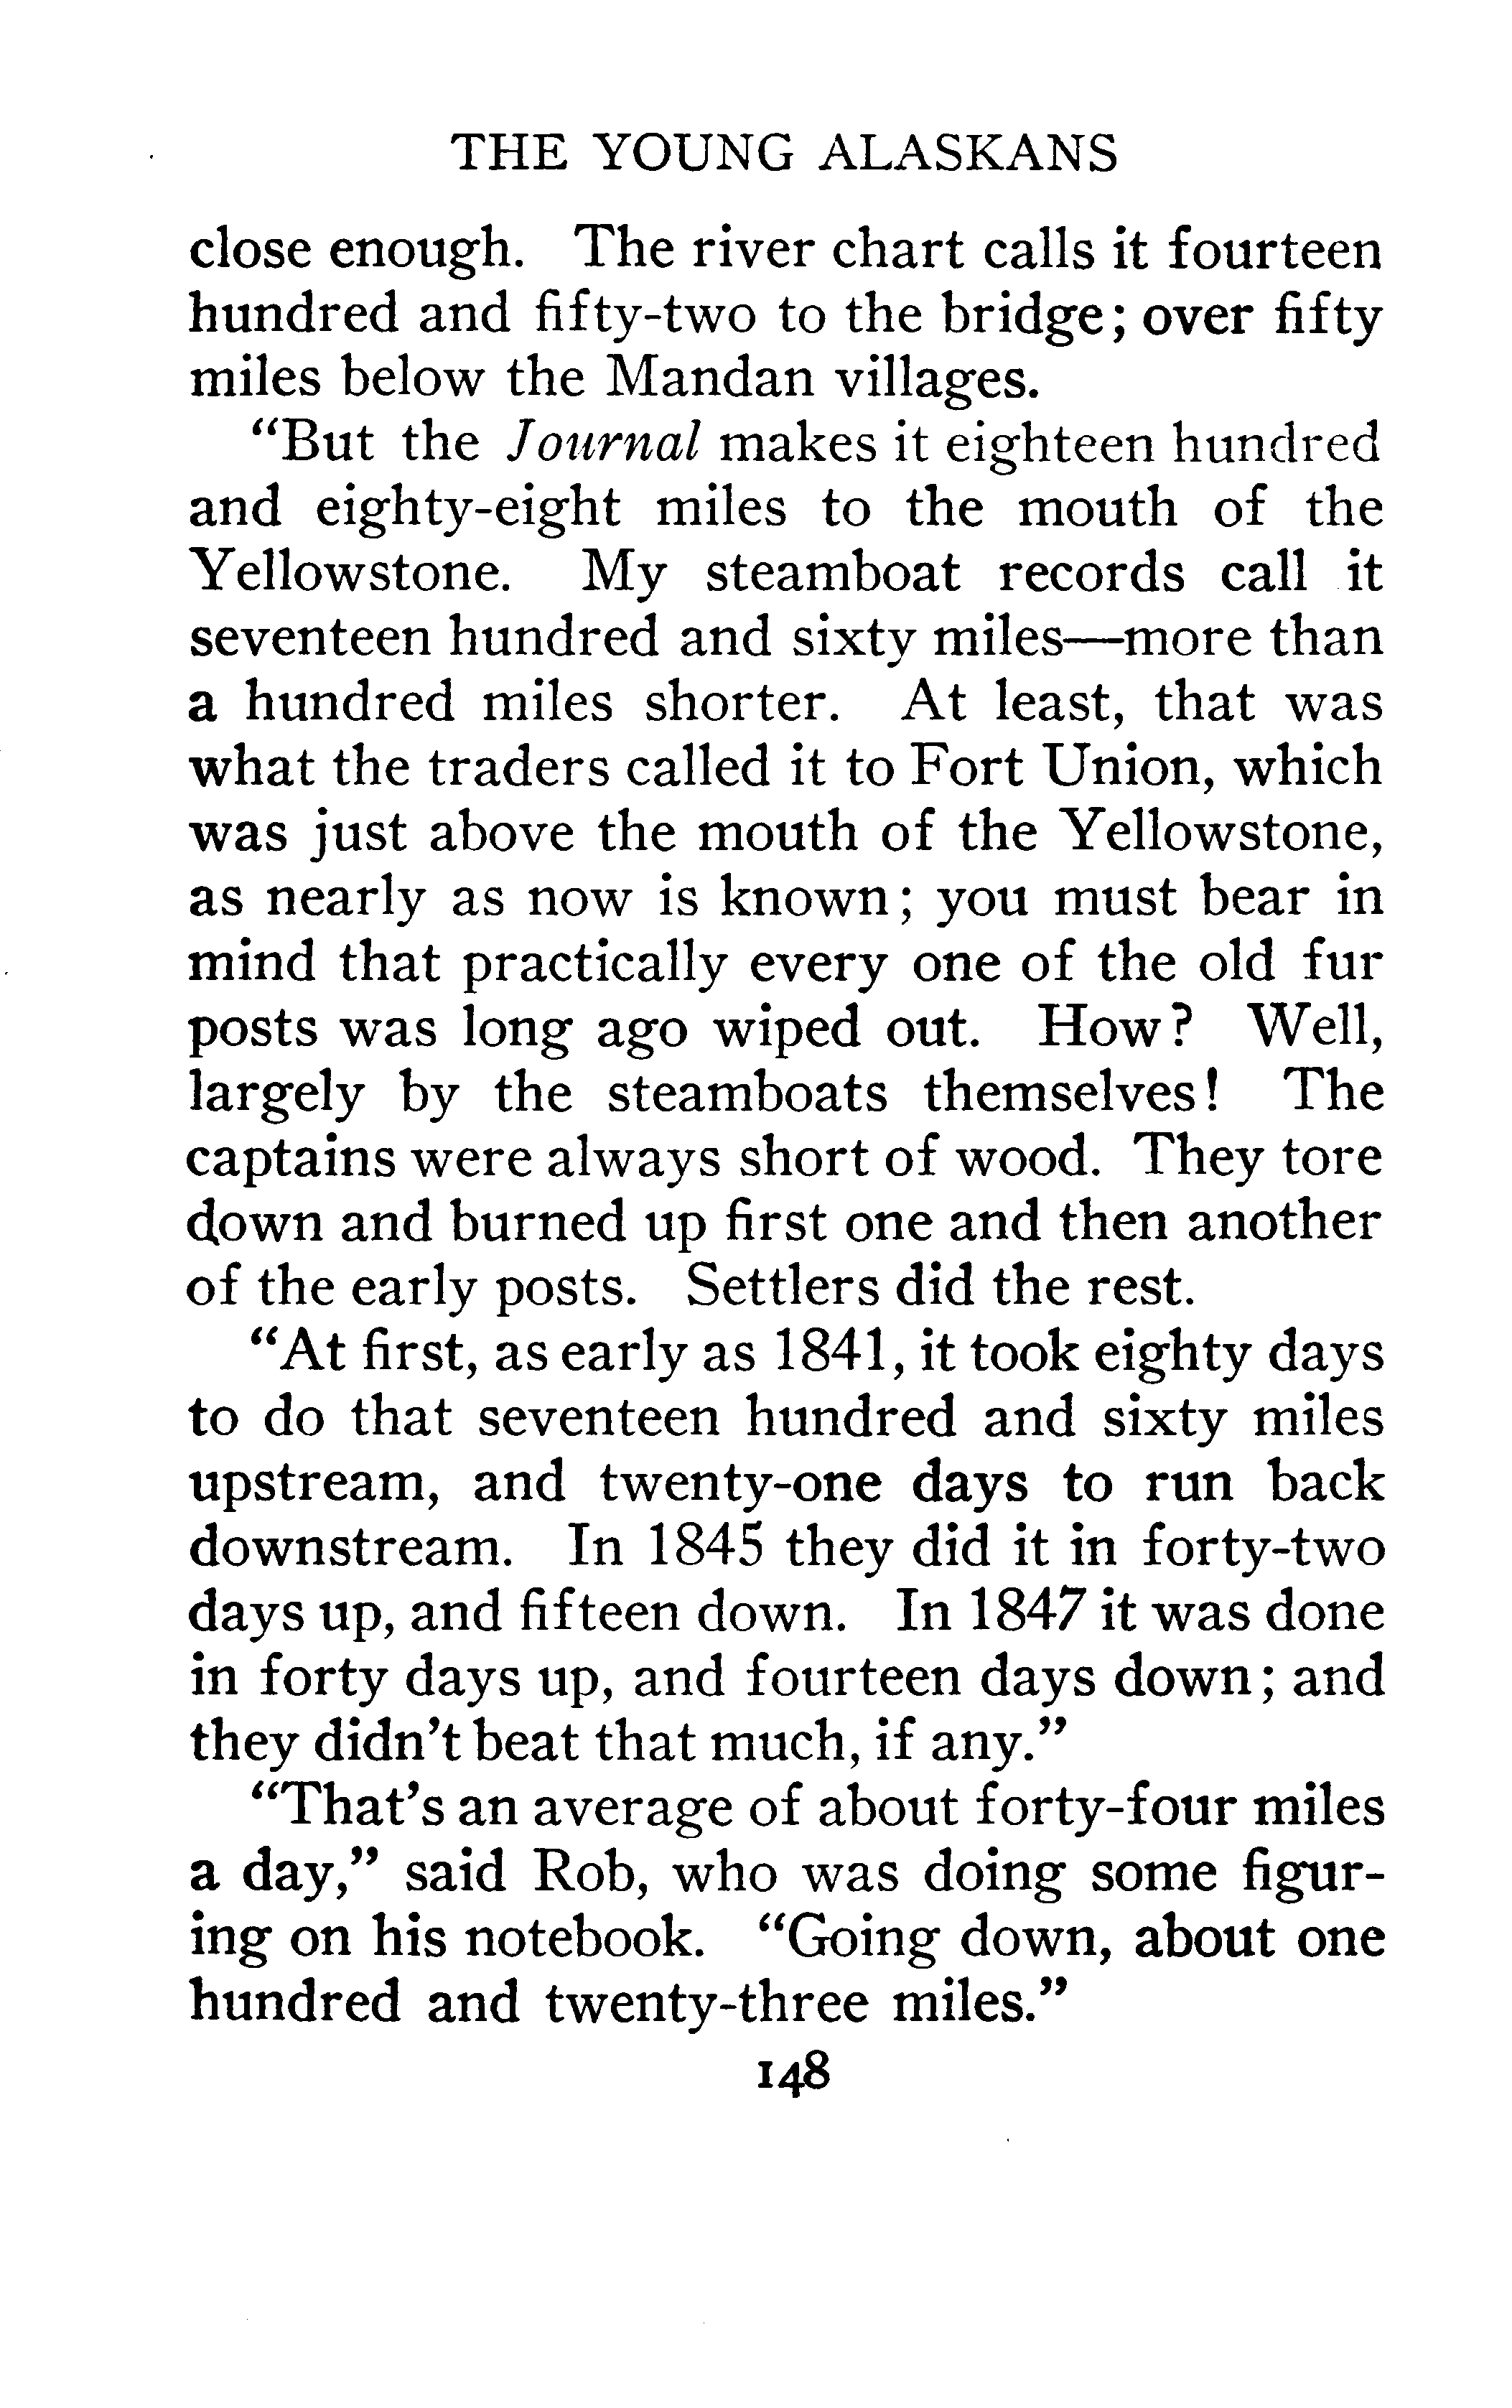 THE YOUNG ALASKANS
close enough. The river chart calls it fourteen
hundred and fifty-two to the bridge; over fifty
miles below the Mandan villages.
“But the Journal makes it eighteen hundred
and eighty-eight miles to the mouth of the
Yellowstone. My steamboat records call it
seventeen hundred and sixty miles—more than
a hundred miles shorter. At least, that was
what the traders called it to Fort Union, which
was just above the mouth of the Yellowstone,
as nearly as now is known; you must bear in
mind that practically every one of the old fur
posts was long ago wiped out. How? Well,
largely by the steamboats themselves! The
captains were always short of wood. They tore
down and burned up first one and then another
of the early posts. Settlers did the rest.
“At first, as early as 1841, it took eighty days
to do that seventeen hundred and sixty miles
upstream, and twenty-one days to run back
downstream. In 1845 they did it in forty-two
days up, and fifteen down. In 1847 it was done
in forty days up, and fourteen days down; and
they didn't beat that much, if any.”
“That's an average of about forty-four miles
a day,” said Rob, who was doing some figur-
ing on his notebook. “Going down, about one
hundred and twenty-three miles.”
148